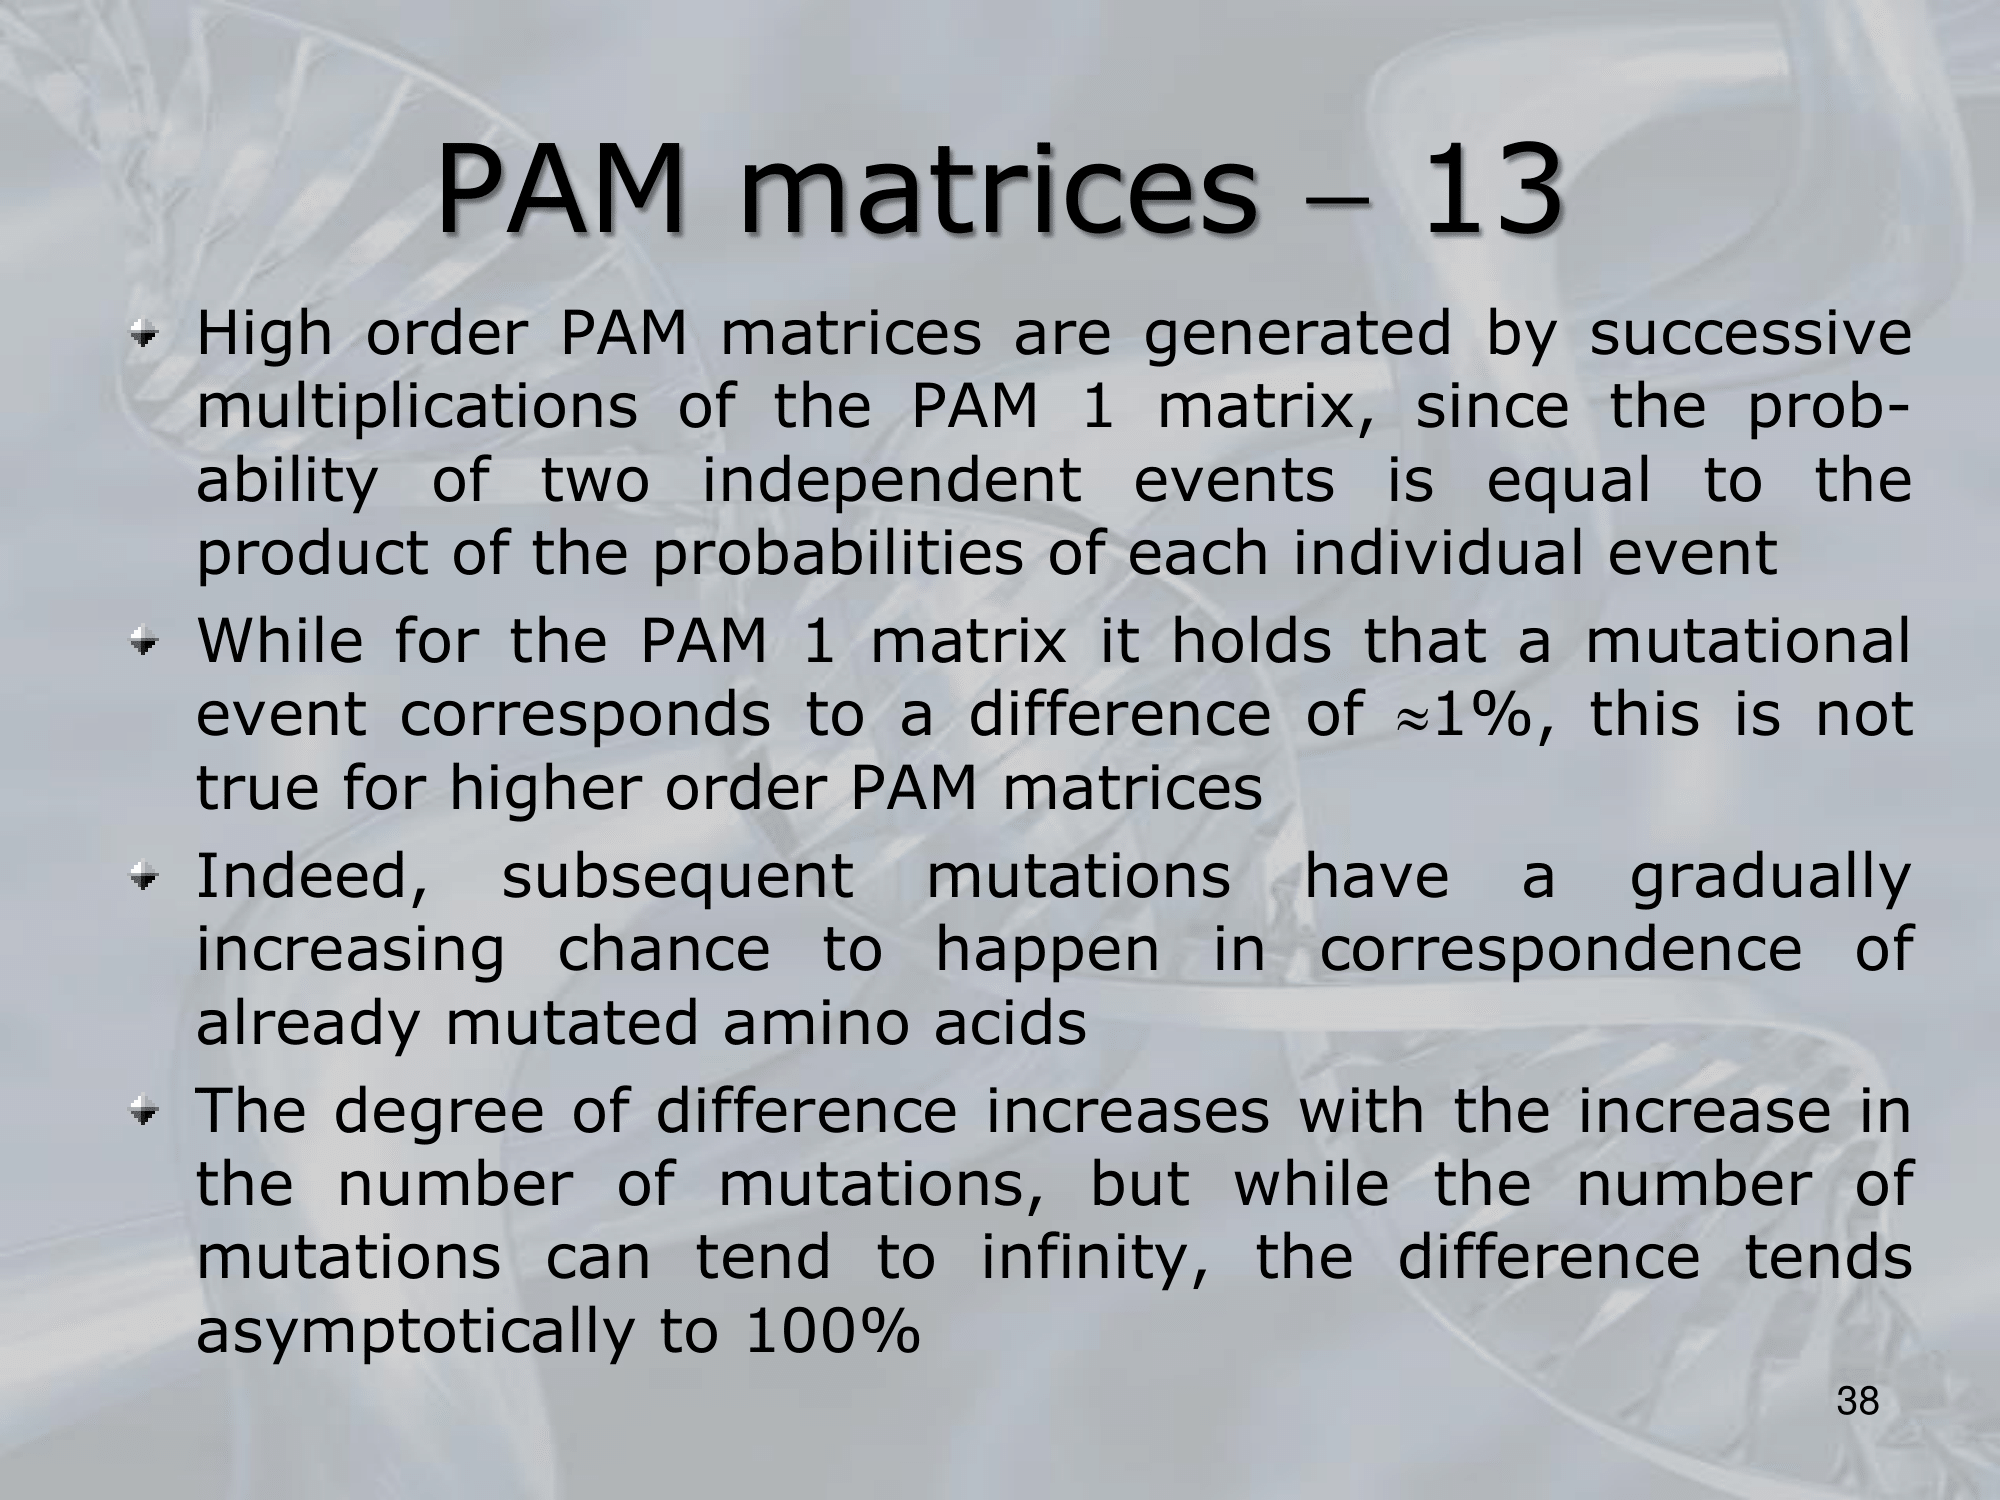 PAM matrices – 13
High order PAM matrices are generated by successive
multiplications of the PAM 1 matrix, since the prob-
ability of two independent events is equal to the
product of the probabilities of each individual event
While for the PAM 1 matrix it holds that a mutational
event corresponds to a difference of ≈1%, this is not
true for higher order PAM matrices
Indeed, subsequent mutations have a gradually
increasing chance to happen in correspondence of
already mutated amino acids
The degree of difference increases with the increase in
the number of mutations, but while the number of
mutations can tend to infinity, the difference tends
asymptotically to 100%
38